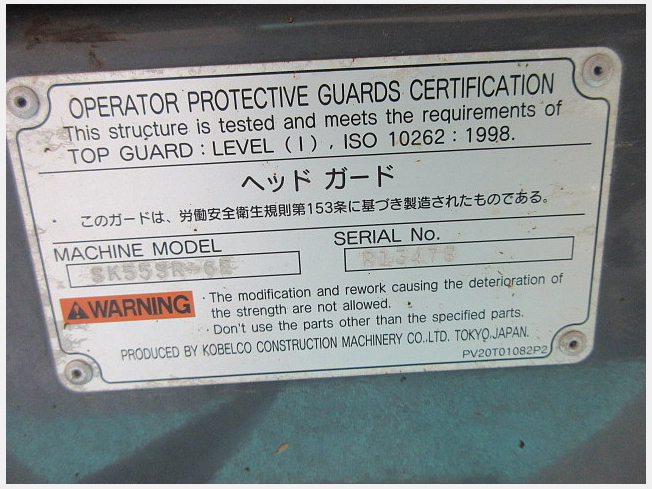 OPERATOR PROTECTIVE GUARDS CERTIFICATION
This structure is tested and meets the requirements of
TOP GUARD : LEVEL ( I ) , ISO 10262 : 1998.
ヘッド ガード
このガードは、労働安全衛生規則第153条に基づき製造されたものである。
MACHINE MODEL
SK55SR-6E
SERIAL No.
WARNING
· The modification and rework causing the deterioration of
the strength are not allowed.
· Don't use the parts other than the specified parts.
PRODUCED BY KOBELCO CONSTRUCTION MACHINERY CO.,LTD. TOKYO,JAPAN.
PV20T01082P2